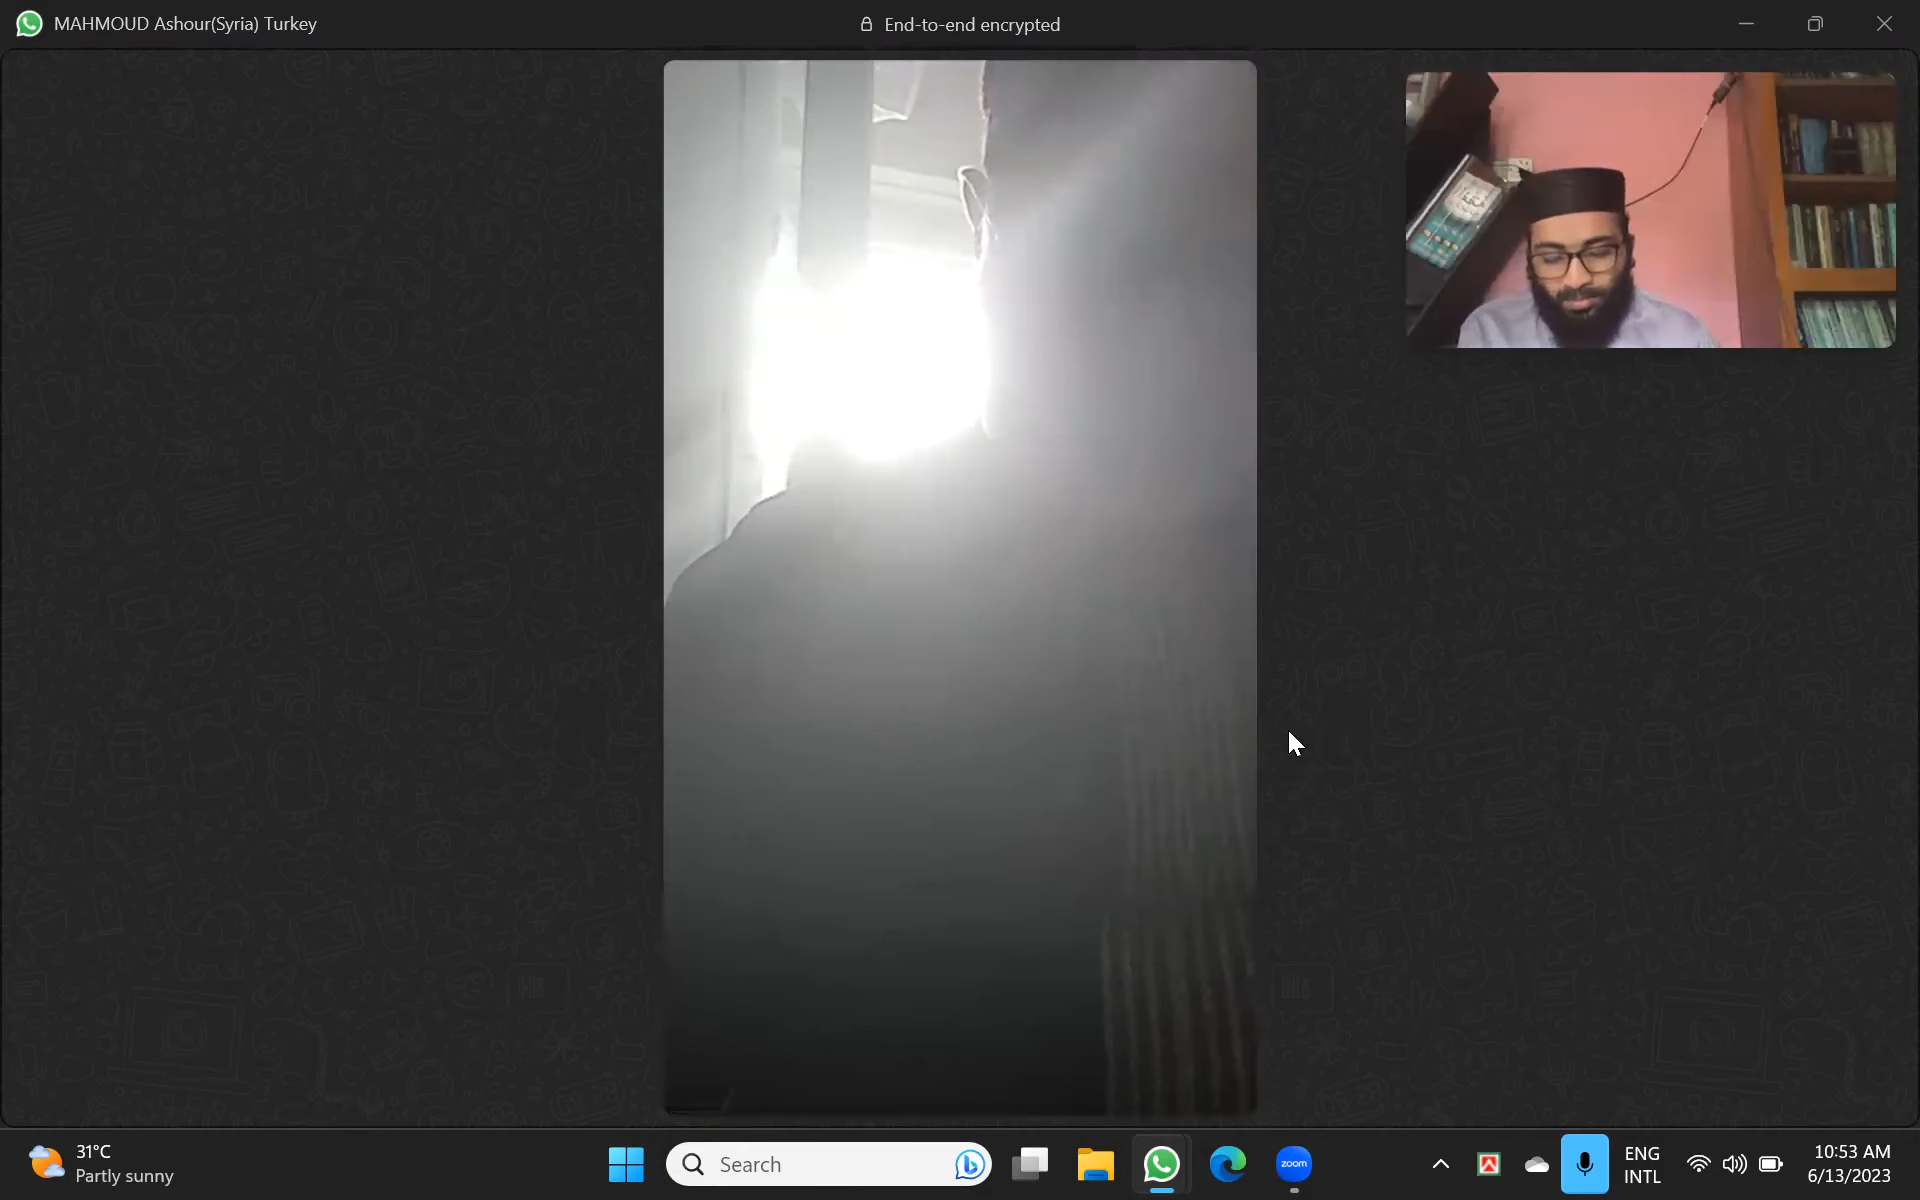 MAHMOUD Ashour(Syria) Turkey
End-to-end encrypted
31°C
Partly sunny
Search
zoom
ENG
INTL
10:53 AM
6/13/2023